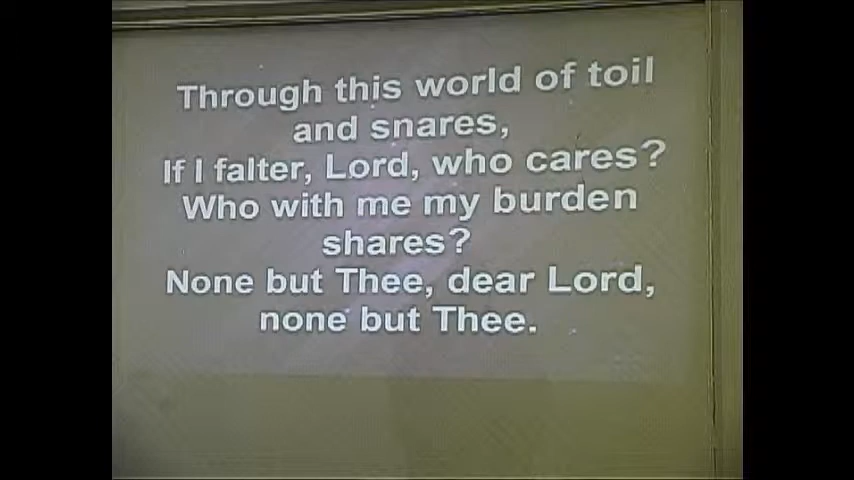 Through this world of toil
and snares,
If I falter, Lord, who cares?
Who with me my burden
shares?
None but Thee, dear Lord,
none but Thee.